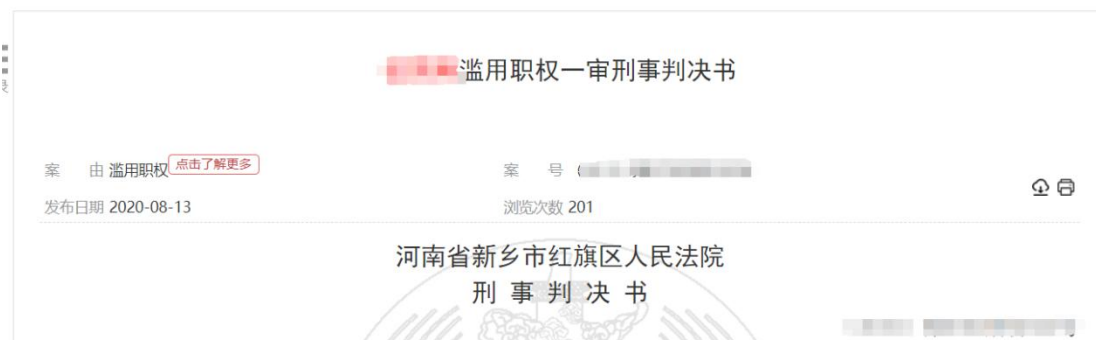 录
滥用职权一审刑事判决书
案 由 滥用职权 点击了解更多
案 号
发布日期 2020-08-13
浏览次数 201
河南省新乡市红旗区人民法院
刑 事 判 决 书